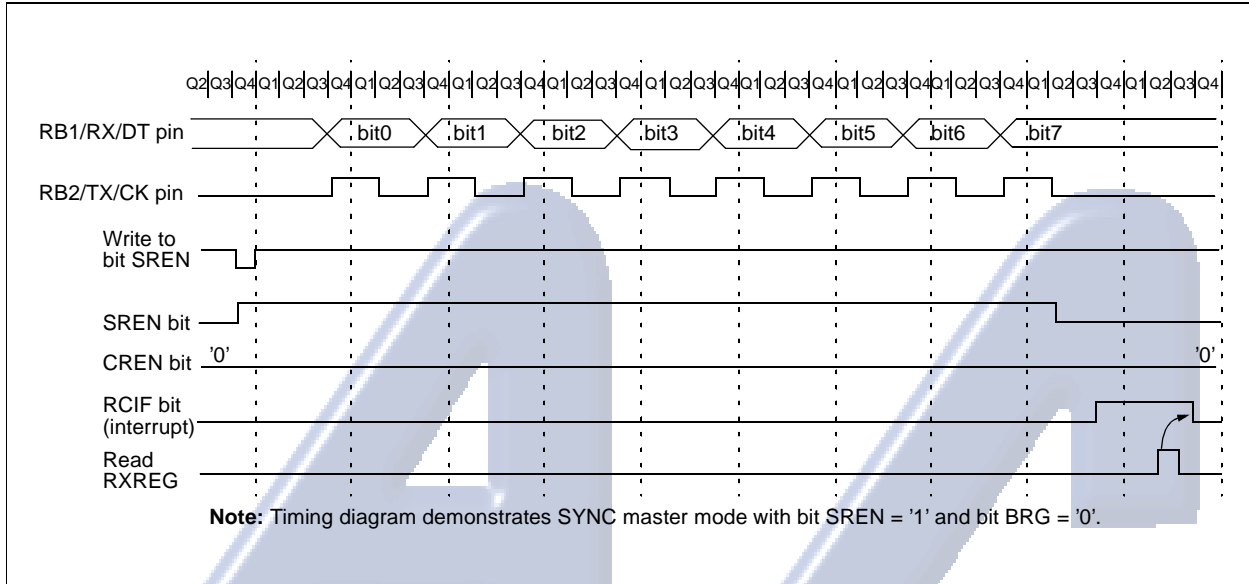 Q2 Q3 Q4 Q1 Q2 Q3 Q4 Q1 Q2 Q3 Q4 Q1 Q2 Q3 Q4 Q1 Q2 Q3 Q4 Q1 Q2 Q3 Q4 Q1 Q2 Q3 Q4 Q1 Q2 Q3 Q4 Q1 Q2 Q3 Q4 Q1 Q2 Q3 Q4 Q1 Q2 Q3 Q4
RB1/RX/DT pin bit0 bit1 bit2 bit3 bit4 bit5 bit6 bit7
RB2/TX/CK pin
Write to
bit SREN
SREN bit
CREN bit '0' '0'
RCIF bit
(interrupt)
Read
RXREG
Note: Timing diagram demonstrates SYNC master mode with bit SREN = '1' and bit BRG = '0'.